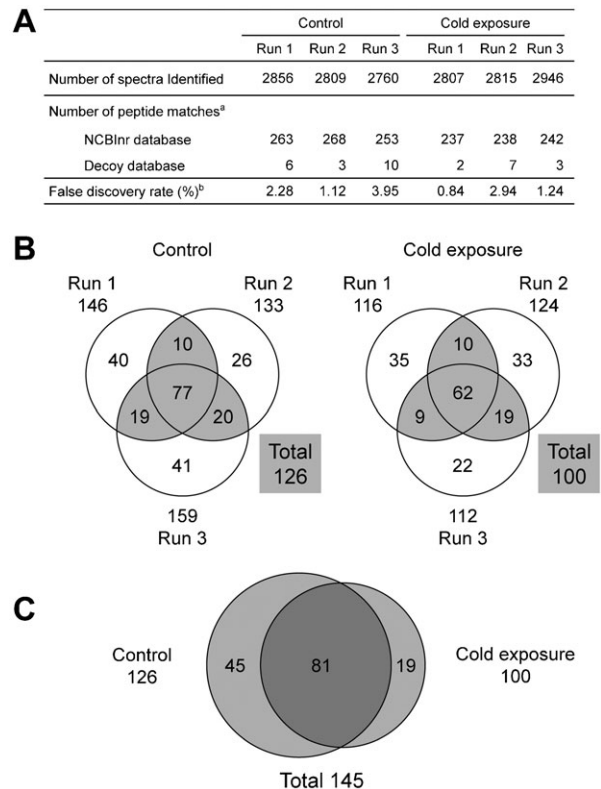 A
Control Cold exposure
Run 1 Run 2 Run 3 Run 1 Run 2 Run 3
Number of spectra Identified 2856 2809 2760 2807 2815 2946
Number of peptide matchesa
NCBInr database 263 268 253 237 238 242
Decoy database 6 3 10 2 7 3
False discovery rate (%)b 2.28 1.12 3.95 0.84 2.94 1.24
B
Control
Run 1
146
Run 2
133
40
10
26
77
19
20
41
Total
126
159
Run 3
Cold exposure
Run 1
116
Run 2
124
35
10
33
62
9
19
22
Total
100
112
Run 3
C
Control
126
45
81
19
Cold exposure
100
Total 145